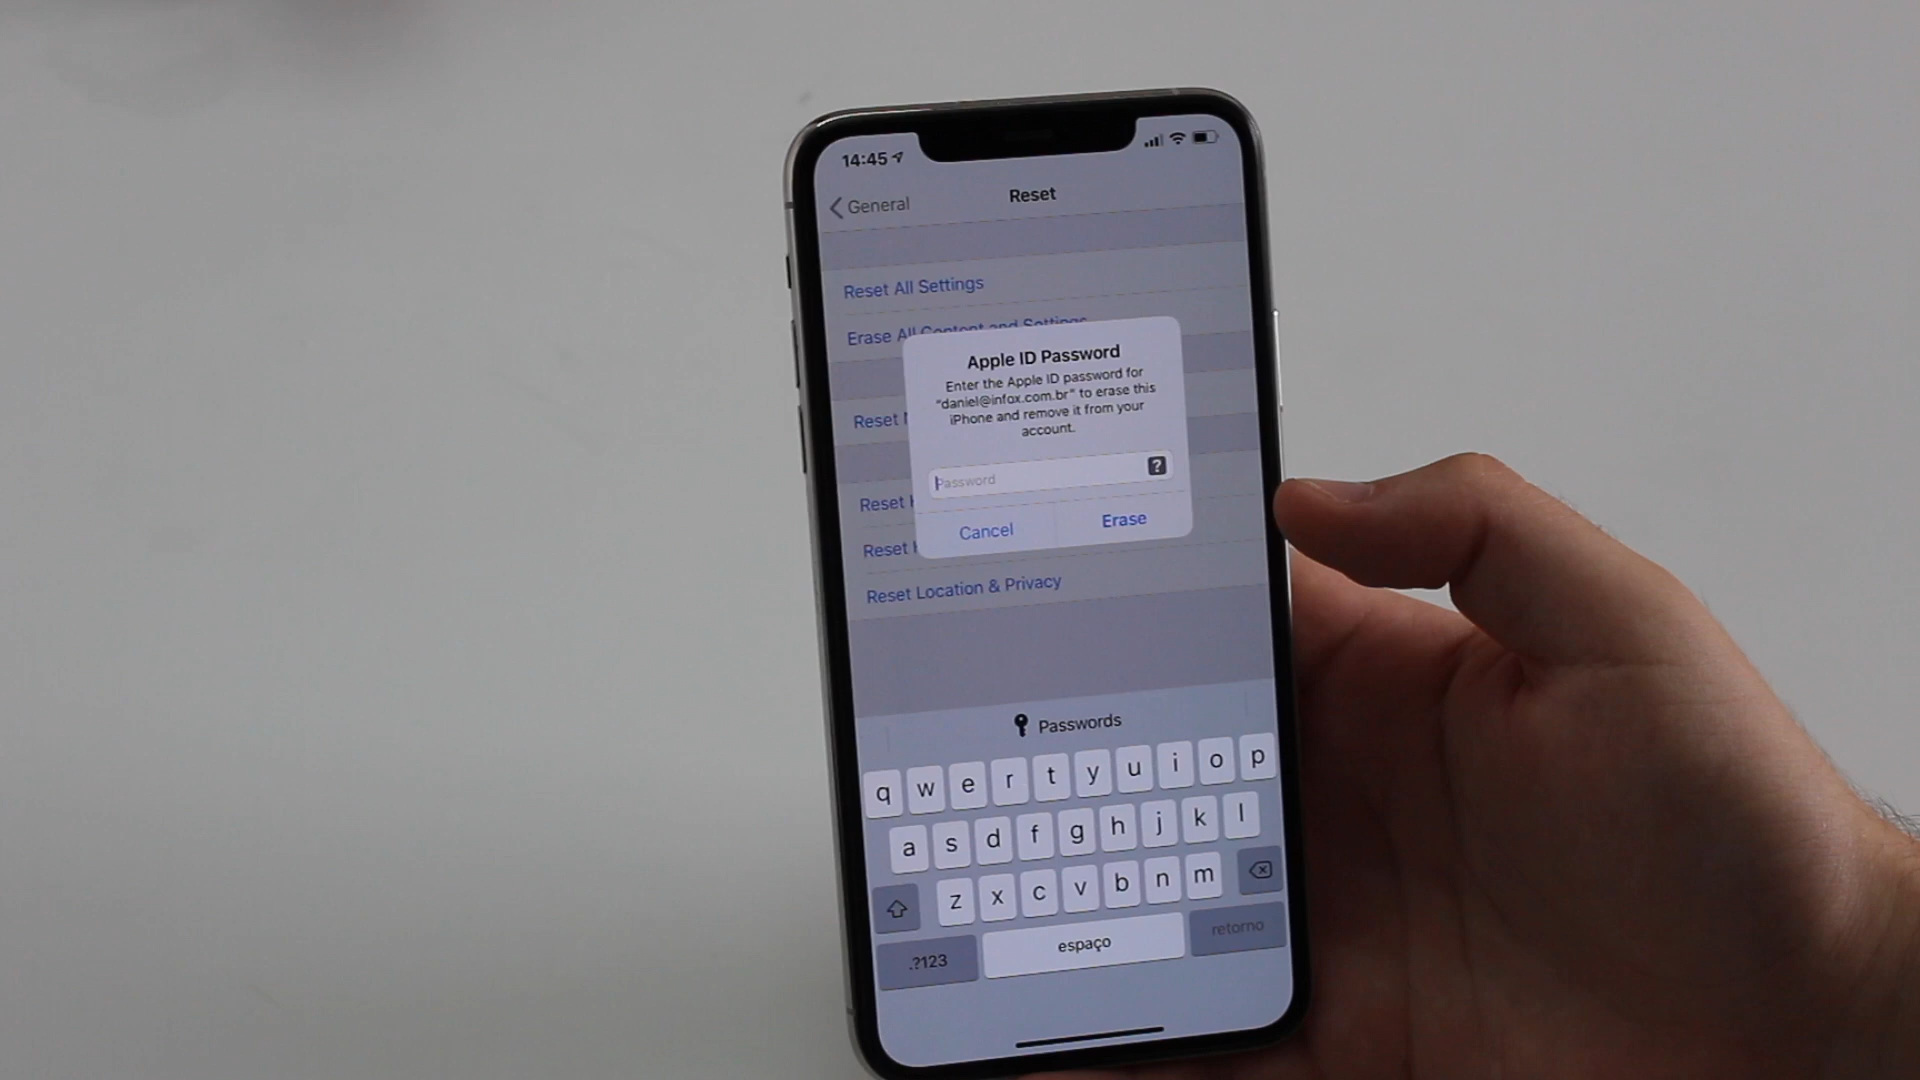 14:45
General
Reset
Reset All Settings
Erase All Content and Settings
Apple ID Password
Enter the Apple ID password for
"daniel@infox.com.br" to erase this
iPhone and remove it from your
account.
Reset
Password
?
Reset
Cancel
Erase
Reset
Reset Location & Privacy
Passwords
q w e r t y u i o p
a s d f g h j k l
z x c v b n m
.?123
espaço
retorno